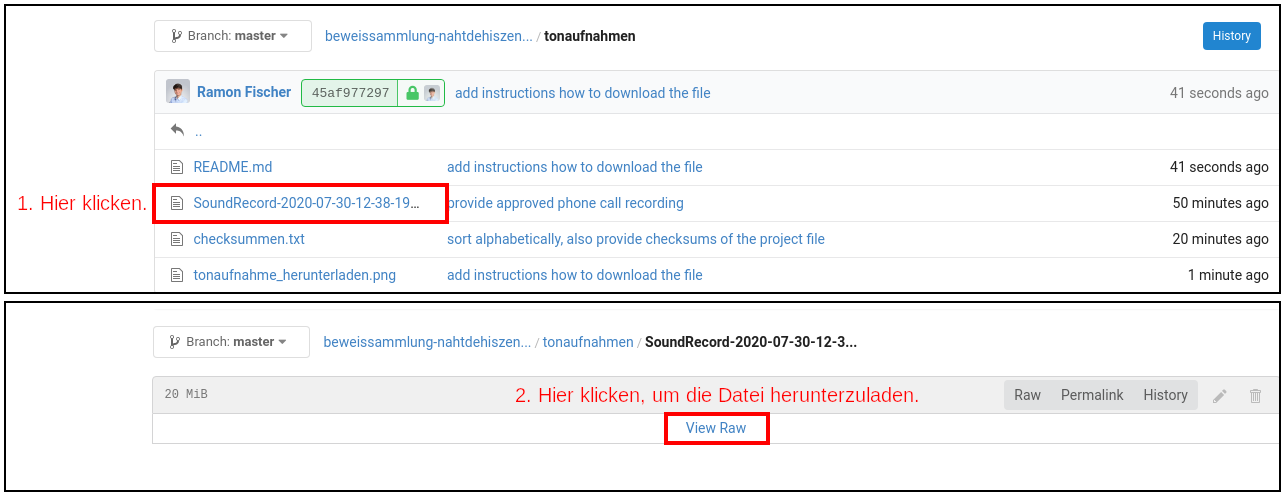 Branch: master beweissammlung-nahtdehiszen... / tonaufnahmen History
Ramon Fischer 45af977297 add instructions how to download the file 41 seconds ago
..
README.md add instructions how to download the file 41 seconds ago
1. Hier klicken. SoundRecord-2020-07-30-12-38-19... provide approved phone call recording 50 minutes ago
checksummen.txt sort alphabetically, also provide checksums of the project file 20 minutes ago
tonaufnahme_herunterladen.png add instructions how to download the file 1 minute ago
Branch: master beweissammlung-nahtdehiszen... / tonaufnahmen / SoundRecord-2020-07-30-12-3...
20 MiB 2. Hier klicken, um die Datei herunterzuladen. Raw Permalink History
View Raw